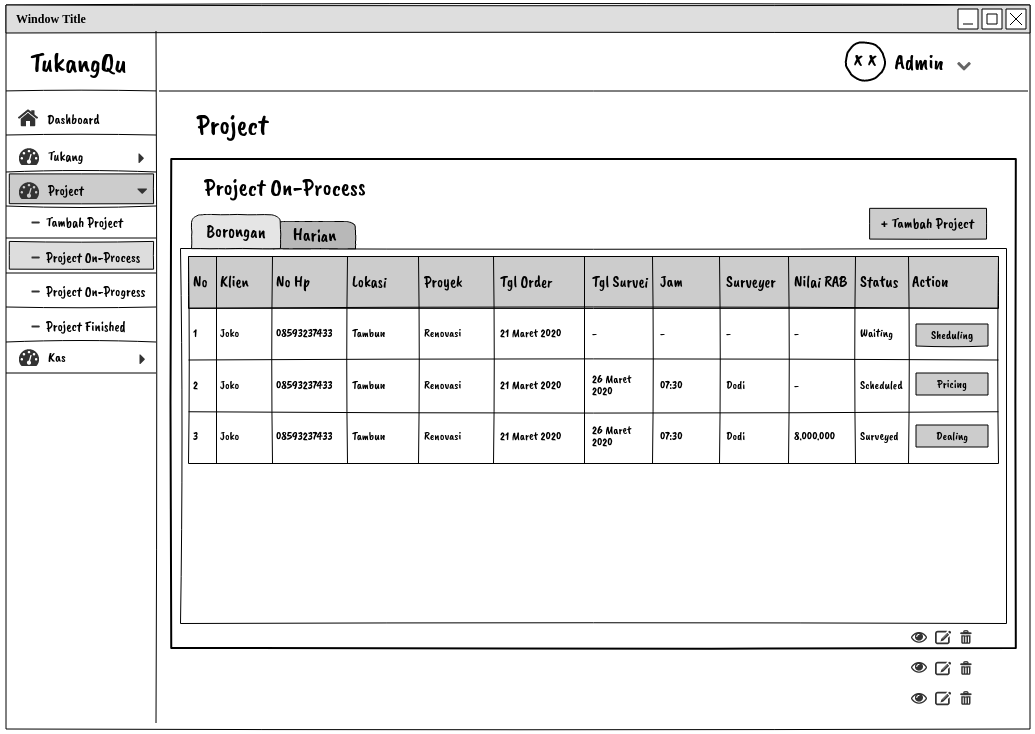 Window Title
TukangQu
Admin
Dashboard
Tukang
Project
– Tambah Project
– Project On-Process
– Project On-Progress
– Project Finished
Kas
Project
Project On-Process
Borongan Harian
+ Tambah Project
No Klien No Hp Lokasi Proyek Tgl Order Tgl Survei Jam Surveyer Nilai RAB Status Action
1 Joko 08593237433 Tambun Renovasi 21 Maret 2020 - - - - Waiting Sheduling
2 Joko 08593237433 Tambun Renovasi 21 Maret 2020 26 Maret 2020 07:30 Dodi - Scheduled Pricing
3 Joko 08593237433 Tambun Renovasi 21 Maret 2020 26 Maret 2020 07:30 Dodi 8,000,000 Surveyed Dealing